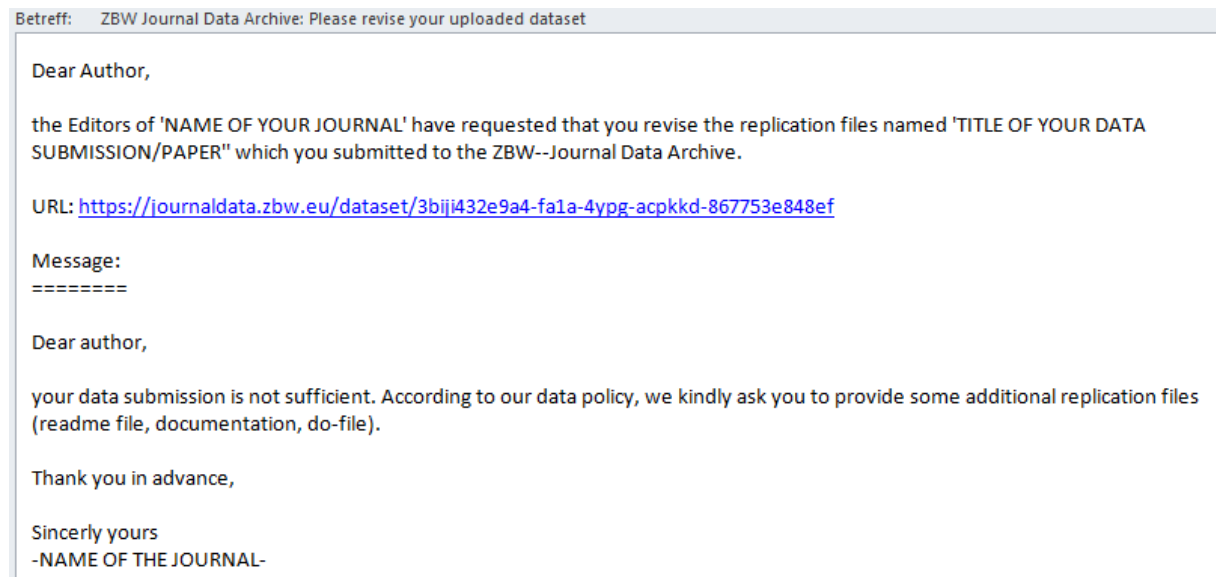 Betreff: ZBW Journal Data Archive: Please revise your uploaded dataset
Dear Author,
the Editors of 'NAME OF YOUR JOURNAL' have requested that you revise the replication files named 'TITLE OF YOUR DATA
SUBMISSION/PAPER" which you submitted to the ZBW--Journal Data Archive.
URL: https://journaldata.zbw.eu/dataset/3biji432e9a4-fa1a-4ypg-acpkkd-867753e848ef
Message:
========
Dear author,
your data submission is not sufficient. According to our data policy, we kindly ask you to provide some additional replication files
(readme file, documentation, do-file).
Thank you in advance,
Sincerly yours
-NAME OF THE JOURNAL-